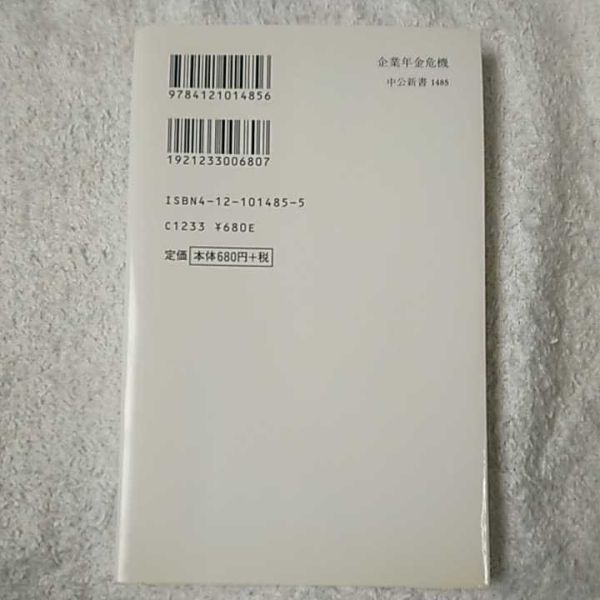 企業年金危機
中公新書 1485
9784121014856
1921233006807
ISBN4-12-101485-5
C1233 ¥680E
定価 本体680円+税